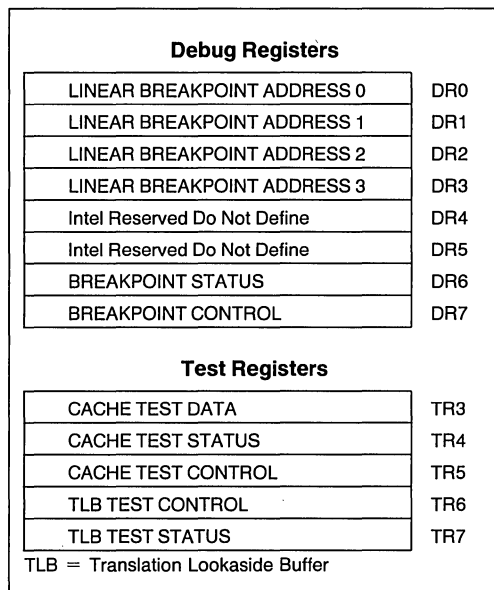 Debug Registers
LINEAR BREAKPOINT ADDRESS 0 DR0
LINEAR BREAKPOINT ADDRESS 1 DR1
LINEAR BREAKPOINT ADDRESS 2 DR2
LINEAR BREAKPOINT ADDRESS 3 DR3
Intel Reserved Do Not Define DR4
Intel Reserved Do Not Define DR5
BREAKPOINT STATUS DR6
BREAKPOINT CONTROL DR7
Test Registers
CACHE TEST DATA TR3
CACHE TEST STATUS TR4
CACHE TEST CONTROL TR5
TLB TEST CONTROL TR6
TLB TEST STATUS TR7
TLB = Translation Lookaside Buffer